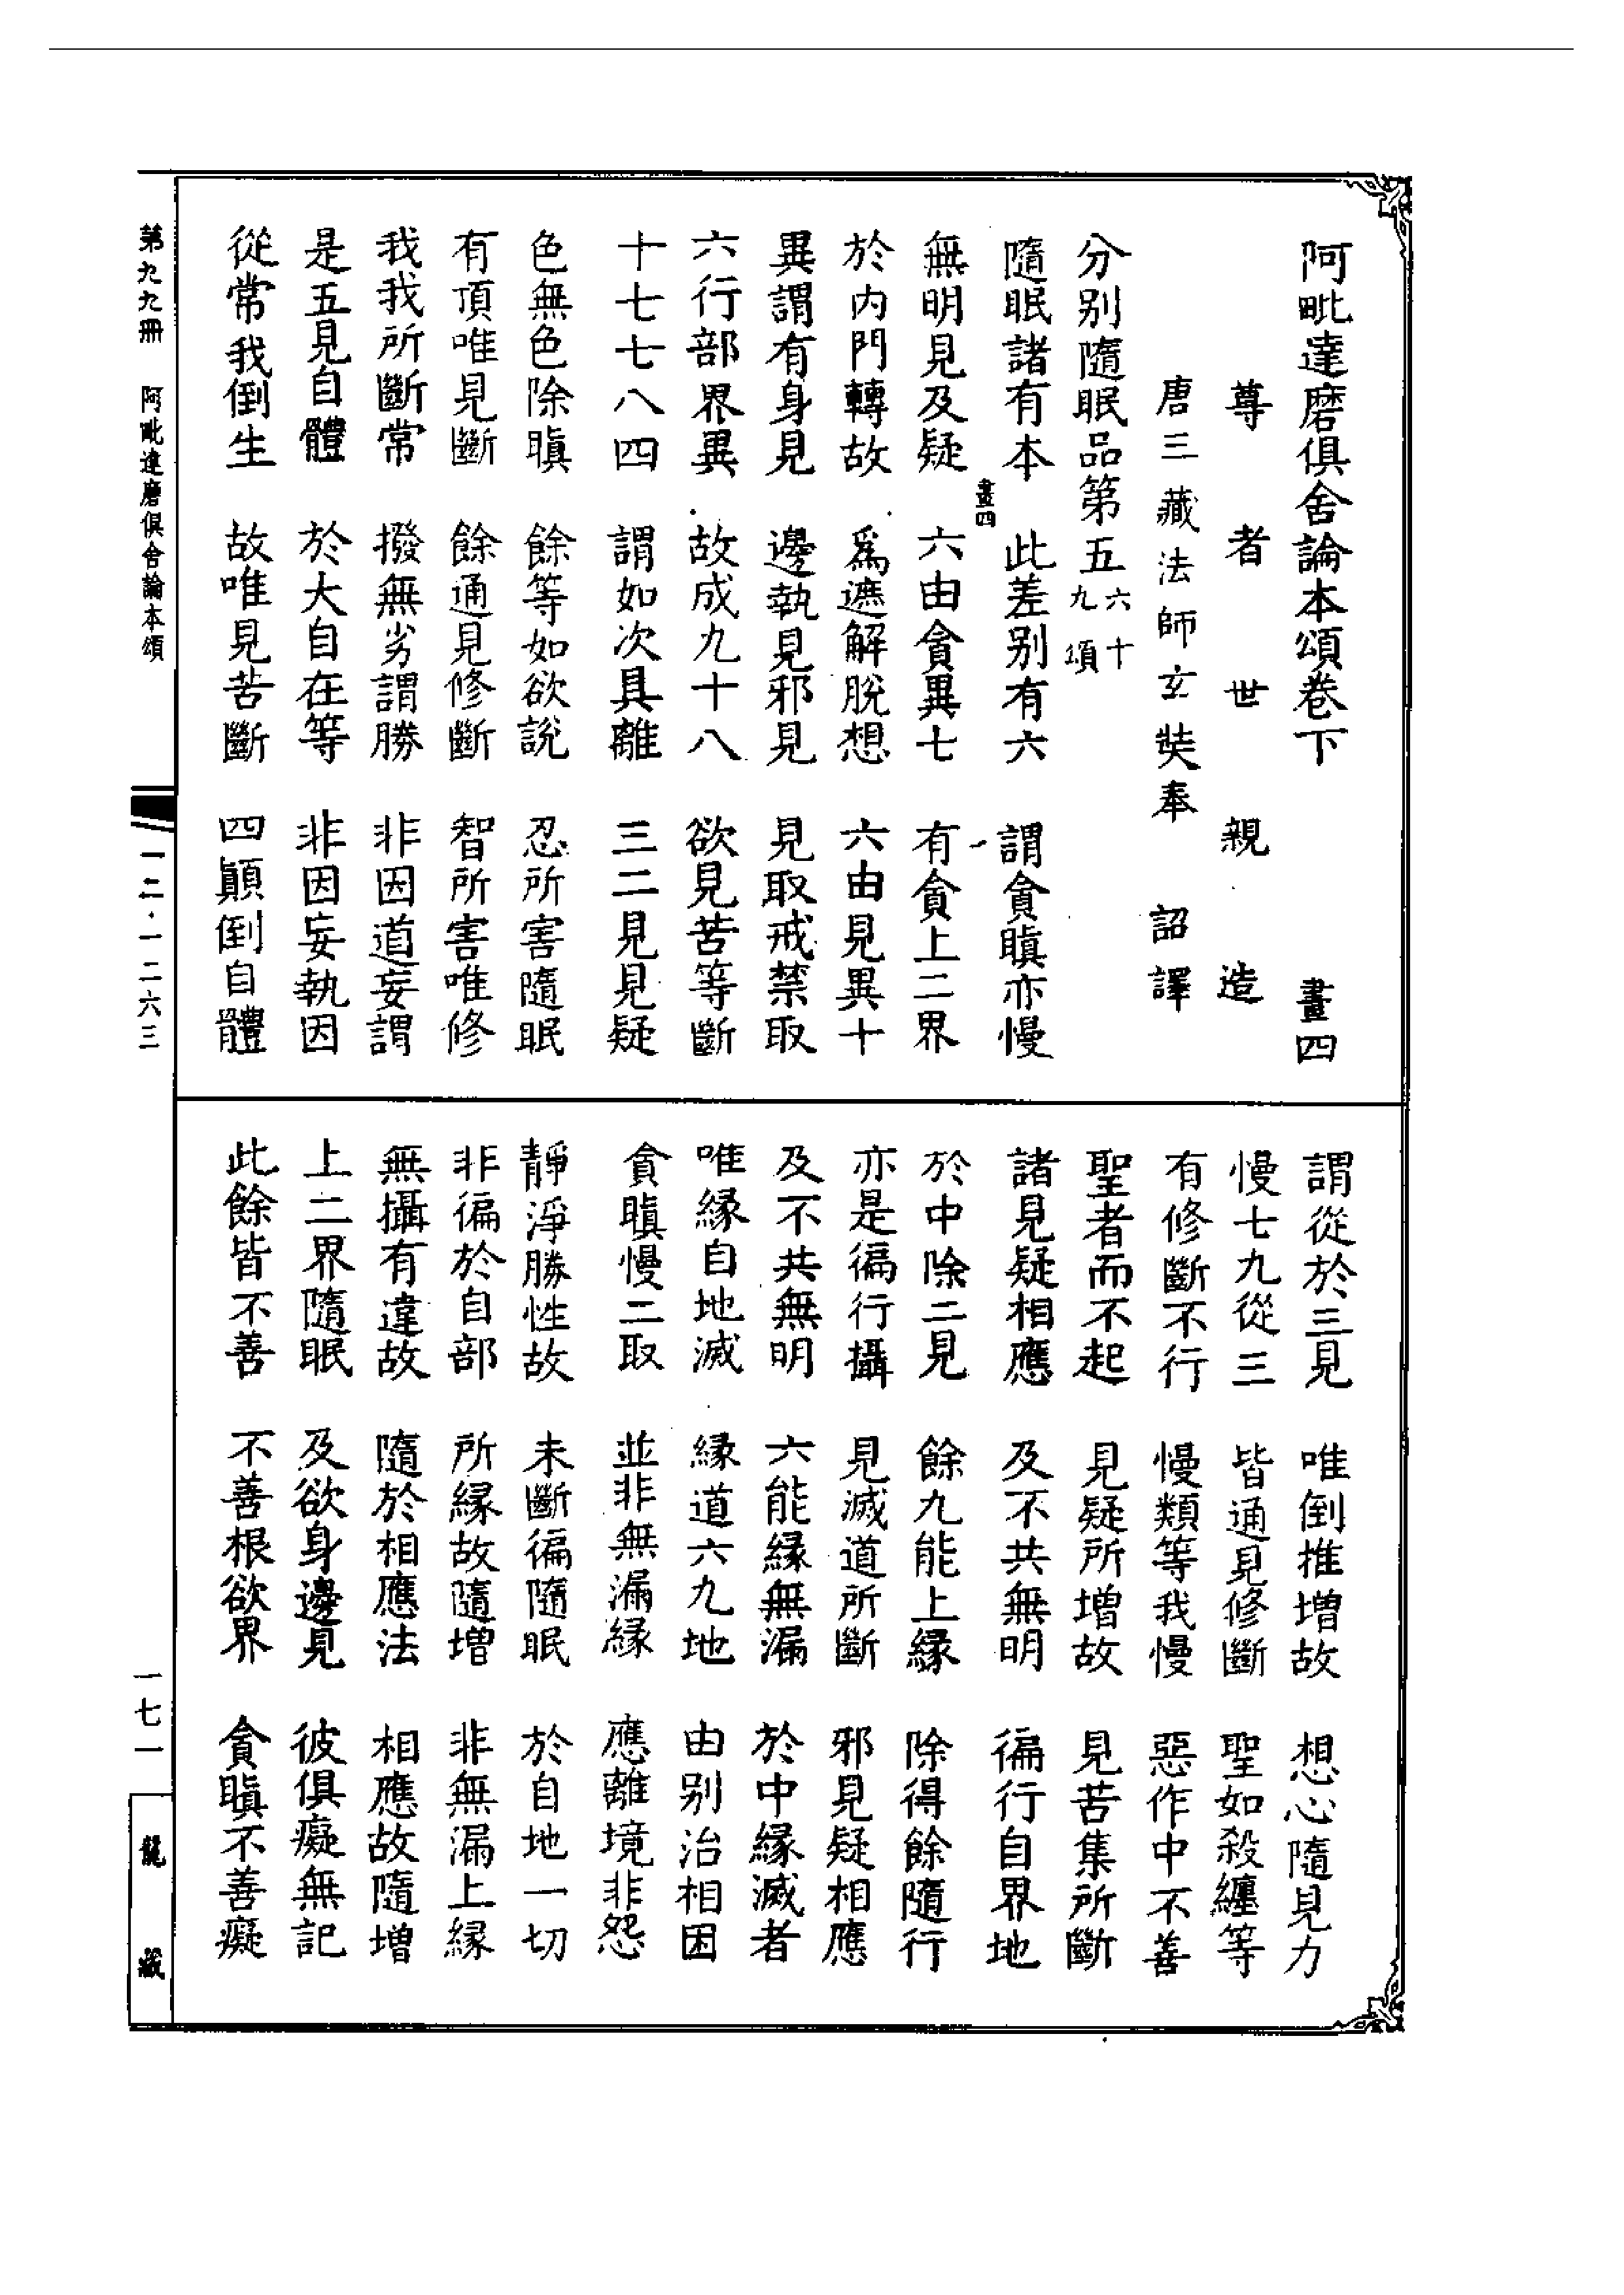 阿毗達磨俱舍論本頌卷下　畫四
尊者世親造
唐三藏法師玄奘奉　詔譯
分别隨眠品第五六十九頌
隨眠諸有本　此差别有六　謂貪瞋亦慢
無明見及疑　六由貪異七　有貪上二界
畫四　一
於内門轉故　爲遮解脱想　六由見異十
異謂有身見　邊執見邪見　見取戒禁取
六行部界異　故成九十八　欲見苦等斷
十七七八四　謂如次具離　三二見見疑
色無色除瞋　餘等如欲說　忍所害隨眠
有頂唯見斷　餘通見修斷　智所害唯修
我我所斷常　撥無劣謂勝　非因道妄謂
是五見自體　於大自在等　非因妄執因
從常我倒生　故唯見苦斷　四顛倒自體
謂從於三見　唯倒推增故　想心隨見力
慢七九從三　皆通見修斷　聖如殺纏等
有修斷不行　慢類等我慢　惡作中不善
聖者而不起　見疑所增故　見苦集所斷
諸見疑相應　及不共無明　徧行自界地
於中除二見　餘九能上縁　除得餘隨行
亦是徧行攝　見滅道所斷　邪見疑相應
及不共無明　六能縁無漏　於中縁滅者
唯縁自地滅　縁道六九地　由别治相因
貪瞋慢二取　並非無漏縁　應離境非怨
靜淨勝性故　未斷徧隨眠　於自地一切
非徧於自部　所縁故隨增　非無漏上縁
無攝有違故　隨於相應法　相應故隨增
上二界隨眠　及欲身邊見　彼俱癡無記
此餘皆不善　不善根欲界　貪瞋不善癡
第九九冊　阿毗達磨俱舍論本頌
一二·一二六三
一七一
龍藏